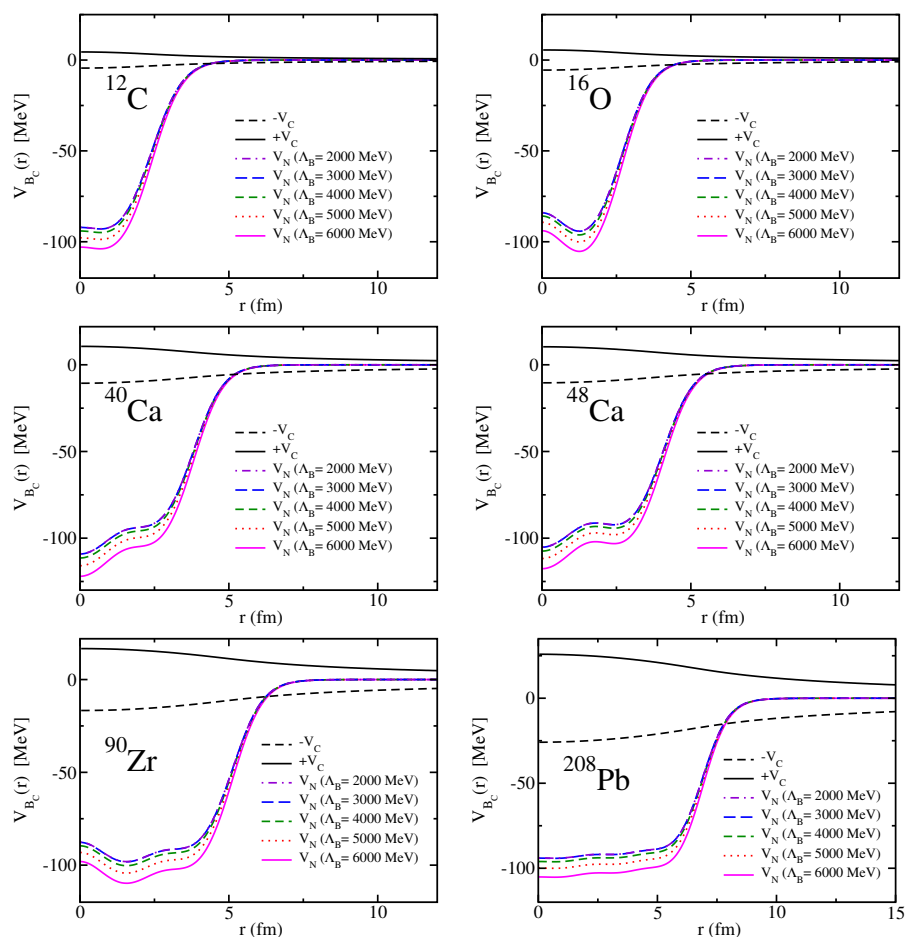 V_{B_C}(r) [MeV]
0
-50
-100
^{12}C
-V_C
+V_C
V_N (Λ_B= 2000 MeV)
V_N (Λ_B= 3000 MeV)
V_N (Λ_B= 4000 MeV)
V_N (Λ_B= 5000 MeV)
V_N (Λ_B= 6000 MeV)
0 5 10
r (fm)
V_{B_C}(r) [MeV]
0
-50
-100
^{16}O
-V_C
+V_C
V_N (Λ_B= 2000 MeV)
V_N (Λ_B= 3000 MeV)
V_N (Λ_B= 4000 MeV)
V_N (Λ_B= 5000 MeV)
V_N (Λ_B= 6000 MeV)
0 5 10
r (fm)
V_{B_C}(r) [MeV]
0
-50
-100
^{40}Ca
-V_C
+V_C
V_N (Λ_B= 2000 MeV)
V_N (Λ_B= 3000 MeV)
V_N (Λ_B= 4000 MeV)
V_N (Λ_B= 5000 MeV)
V_N (Λ_B= 6000 MeV)
0 5 10
r (fm)
V_{B_C}(r) [MeV]
0
-50
-100
^{48}Ca
-V_C
+V_C
V_N (Λ_B= 2000 MeV)
V_N (Λ_B= 3000 MeV)
V_N (Λ_B= 4000 MeV)
V_N (Λ_B= 5000 MeV)
V_N (Λ_B= 6000 MeV)
0 5 10
r (fm)
V_{B_C}(r) [MeV]
0
-50
-100
^{90}Zr
-V_C
+V_C
V_N (Λ_B= 2000 MeV)
V_N (Λ_B= 3000 MeV)
V_N (Λ_B= 4000 MeV)
V_N (Λ_B= 5000 MeV)
V_N (Λ_B= 6000 MeV)
0 5 10
r (fm)
V_{B_C}(r) [MeV]
0
-50
-100
^{208}Pb
-V_C
+V_C
V_N (Λ_B= 2000 MeV)
V_N (Λ_B= 3000 MeV)
V_N (Λ_B= 4000 MeV)
V_N (Λ_B= 5000 MeV)
V_N (Λ_B= 6000 MeV)
0 5 10 15
r (fm)